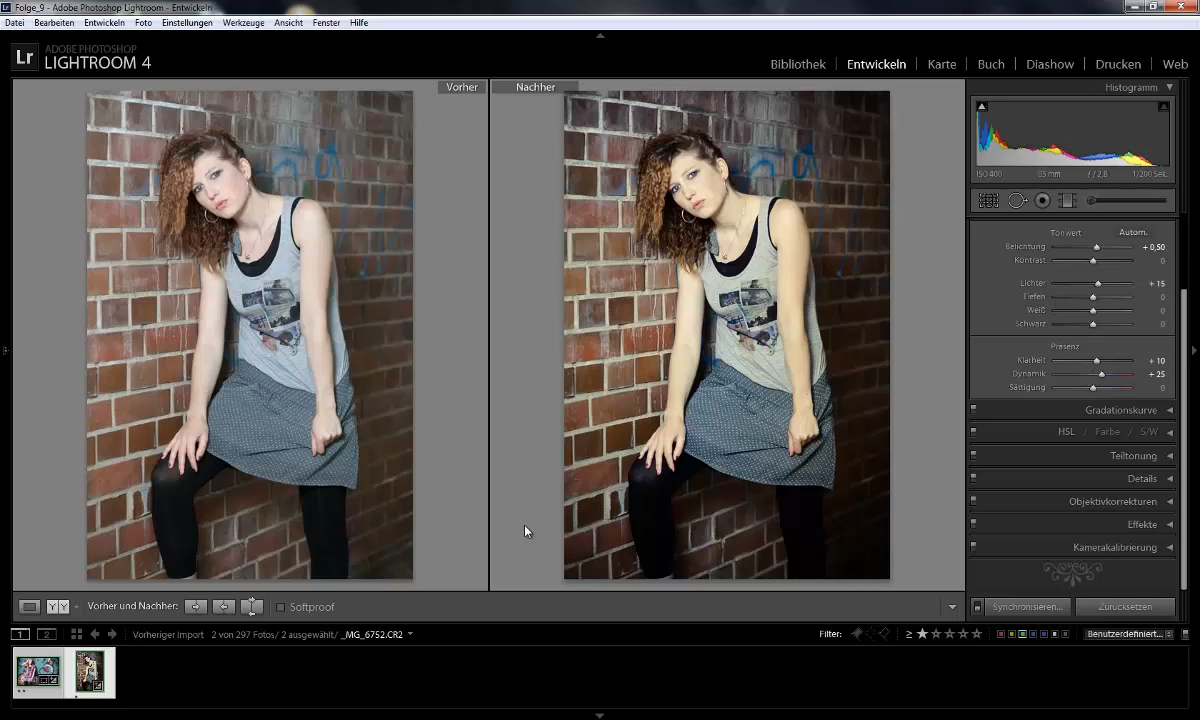 Folge_9 - Adobe Photoshop Lightroom - Entwickeln
Datei Bearbeiten Entwickeln Foto Einstellungen Werkzeuge Ansicht Fenster Hilfe
Lr ADOBE PHOTOSHOP
LIGHTROOM 4
Bibliothek | Entwickeln | Karte | Buch | Diashow | Drucken | Web
Vorher Nachher
Histogramm
ISO 400 85 mm ƒ / 2,8 1/200 Sek.
Tonwert Autom.
Belichtung + 0,50
Kontrast 0
Lichter + 15
Tiefen 0
Weiß 0
Schwarz 0
Präsenz
Klarheit + 10
Dynamik + 25
Sättigung 0
Gradationskurve
HSL / Farbe / S/W
Teiltonung
Details
Objektivkorrekturen
Effekte
Kamerakalibrierung
YY Vorher und Nachher: Softproof
Synchronisieren... Zurücksetzen
1 2 Vorheriger Import 2 von 297 Fotos/ 2 ausgewählt/ _MG_6752.CR2
Filter: ≥ Benutzerdefiniert...